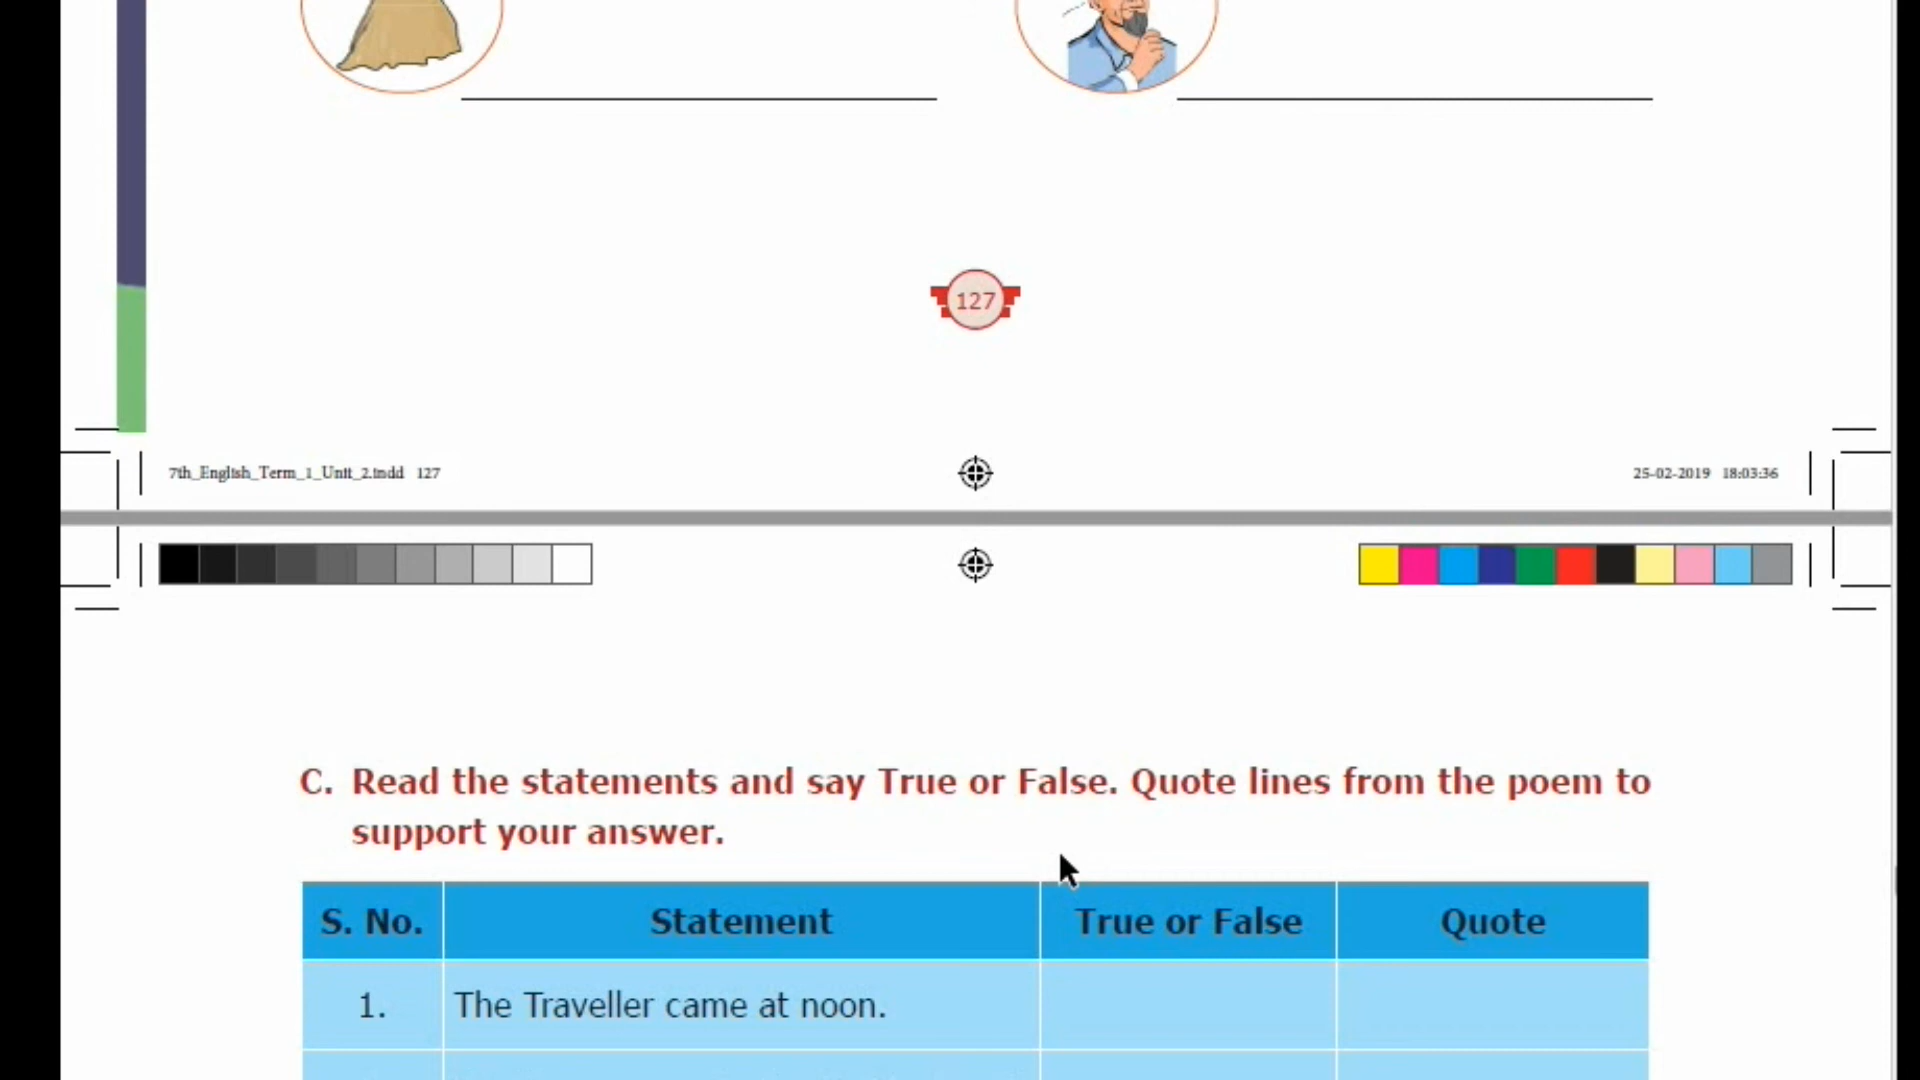 127
7th_English_Term_1_Unit_2.indd 127
25-02-2019 18:03:36
C. Read the statements and say True or False. Quote lines from the poem to
support your answer.
S. No. Statement True or False Quote
1. The Traveller came at noon.